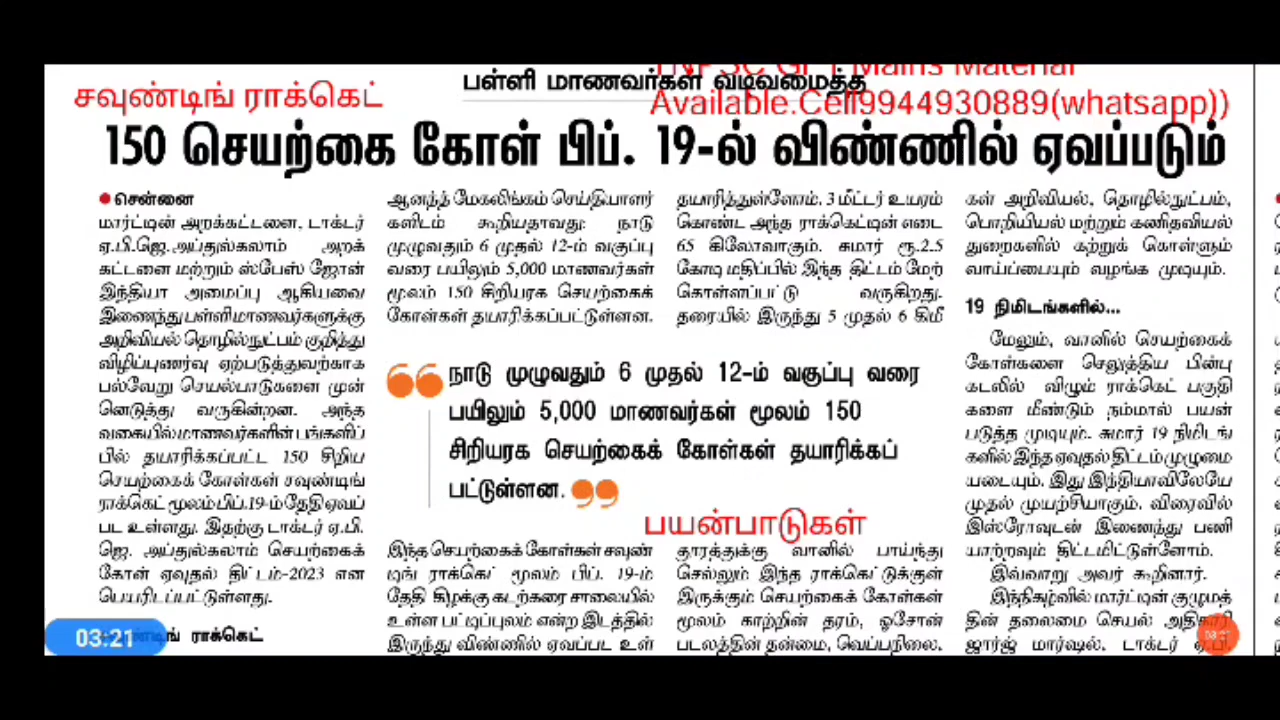 TNPSC GP 1 Mains Material
பள்ளி மாணவர்கள் வடிவமைத்த
சவுண்டிங் ராக்கெட்
Available.Cell9944930889(whatsapp))
150 செயற்கை கோள் பிப். 19-ல் விண்ணில் ஏவப்படும்
சென்னை
மார்ட்டின் அறக்கட்டளை, டாக்டர்
ஏ.பி.ஜெ.அப்துல்கலாம் அறக்
கட்டளை மற்றும் ஸ்பேஸ் ஜோன்
இந்தியா அமைப்பு ஆகியவை
இணைந்து பள்ளி மாணவர்களுக்கு
அறிவியல் தொழில்நுட்பம் குறித்து
விழிப்புணர்வு ஏற்படுத்துவற்காக
பல்வேறு செயல்பாடுகளை முன்
னெடுத்து வருகின்றன. அந்த
வகையில் மாணவர்களின் பங்களிப்
பில் தயாரிக்கப்பட்ட 150 சிறிய
செயற்கைக் கோள்கள் சவுண்டிங்
ராக்கெட் மூலம் பிப்.19-ம் தேதி ஏவப்
பட உள்ளது. இதற்கு டாக்டர் ஏ.பி.
ஜெ. அப்துல்கலாம் செயற்கைக்
கோள் ஏவுதல் திட்டம்-2023 என
பெயரிடப்பட்டுள்ளது.
03:21
ராக்கெட்
ஆனந்த் மேகலிங்கம் செய்தியாளர்
களிடம் கூறியதாவது: நாடு
முழுவதும் 6 முதல் 12-ம் வகுப்பு
வரை பயிலும் 5,000 மாணவர்கள்
மூலம் 150 சிறியரக செயற்கைக்
கோள்கள் தயாரிக்கப்பட்டுள்ளன.
நாடு முழுவதும் 6 முதல் 12-ம் வகுப்பு வரை
பயிலும் 5,000 மாணவர்கள் மூலம் 150
சிறியரக செயற்கைக் கோள்கள் தயாரிக்கப்
பட்டுள்ளன.
இந்த செயற்கைக் கோள்கள் சவுண்
டிங் ராக்கெட் மூலம் பிப். 19-ம்
தேதி கிழக்கு கடற்கரை சாலையில்
உள்ள பட்டிப்புலம் என்ற இடத்தில்
இருந்து விண்ணில் ஏவப்பட உள்
தயாரித்துள்ளோம். 3 மீட்டர் உயரம்
கொண்ட அந்த ராக்கெட்டின் எடை
65 கிலோவாகும். சுமார் ரூ.2.5
கோடி மதிப்பில் இந்த திட்டம் மேற்
கொள்ளப்பட்டு வருகிறது.
தரையில் இருந்து 5 முதல் 6 கிமீ
பயன்பாடுகள்
தூரத்துக்கு வானில் பாய்ந்து
செல்லும் இந்த ராக்கெட்டுக்குள்
இருக்கும் செயற்கைக் கோள்கள்
மூலம் காற்றின் தரம், ஓசோன்
படலத்தின் தன்மை, வெப்பநிலை,
கள் அறிவியல், தொழில்நுட்பம்,
பொறியியல் மற்றும் கணிதவியல்
துறைகளில் கற்றுக் கொள்ளும்
வாய்ப்பையும் வழங்க முடியும்.
19 நிமிடங்களில்...
மேலும், வானில் செயற்கைக்
கோள்களை செலுத்திய பின்பு
கடலில் விழும் ராக்கெட் பகுதி
களை மீண்டும் நம்மால் பயன்
படுத்த முடியும். சுமார் 19 நிமிடங்
களில் இந்த ஏவுதல் திட்டம் முழுமை
யடையும். இது இந்தியாவிலேயே
முதல் முயற்சியாகும். விரைவில்
இஸ்ரோவுடன் இணைந்து பணி
யாற்றவும் திட்டமிட்டுள்ளோம்.
இவ்வாறு அவர் கூறினார்.
இந்நிகழ்வில் மார்ட்டின் குழுமத்
தின் தலைமை செயல் அதிகாரி
ஜார்ஜ் மார்ஷல், டாக்டர் ஏ.பி.